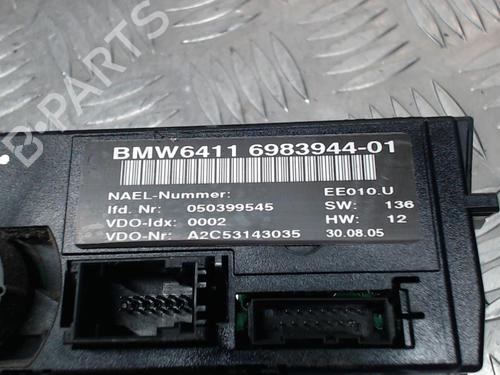 B-PARTS
BMW6411 6983944-01
NAEL-Nummer: EE010.U
lfd. Nr: 050399545 SW: 136
VDO-Idx: 0002 HW: 12
VDO-Nr: A2C53143035 30.08.05